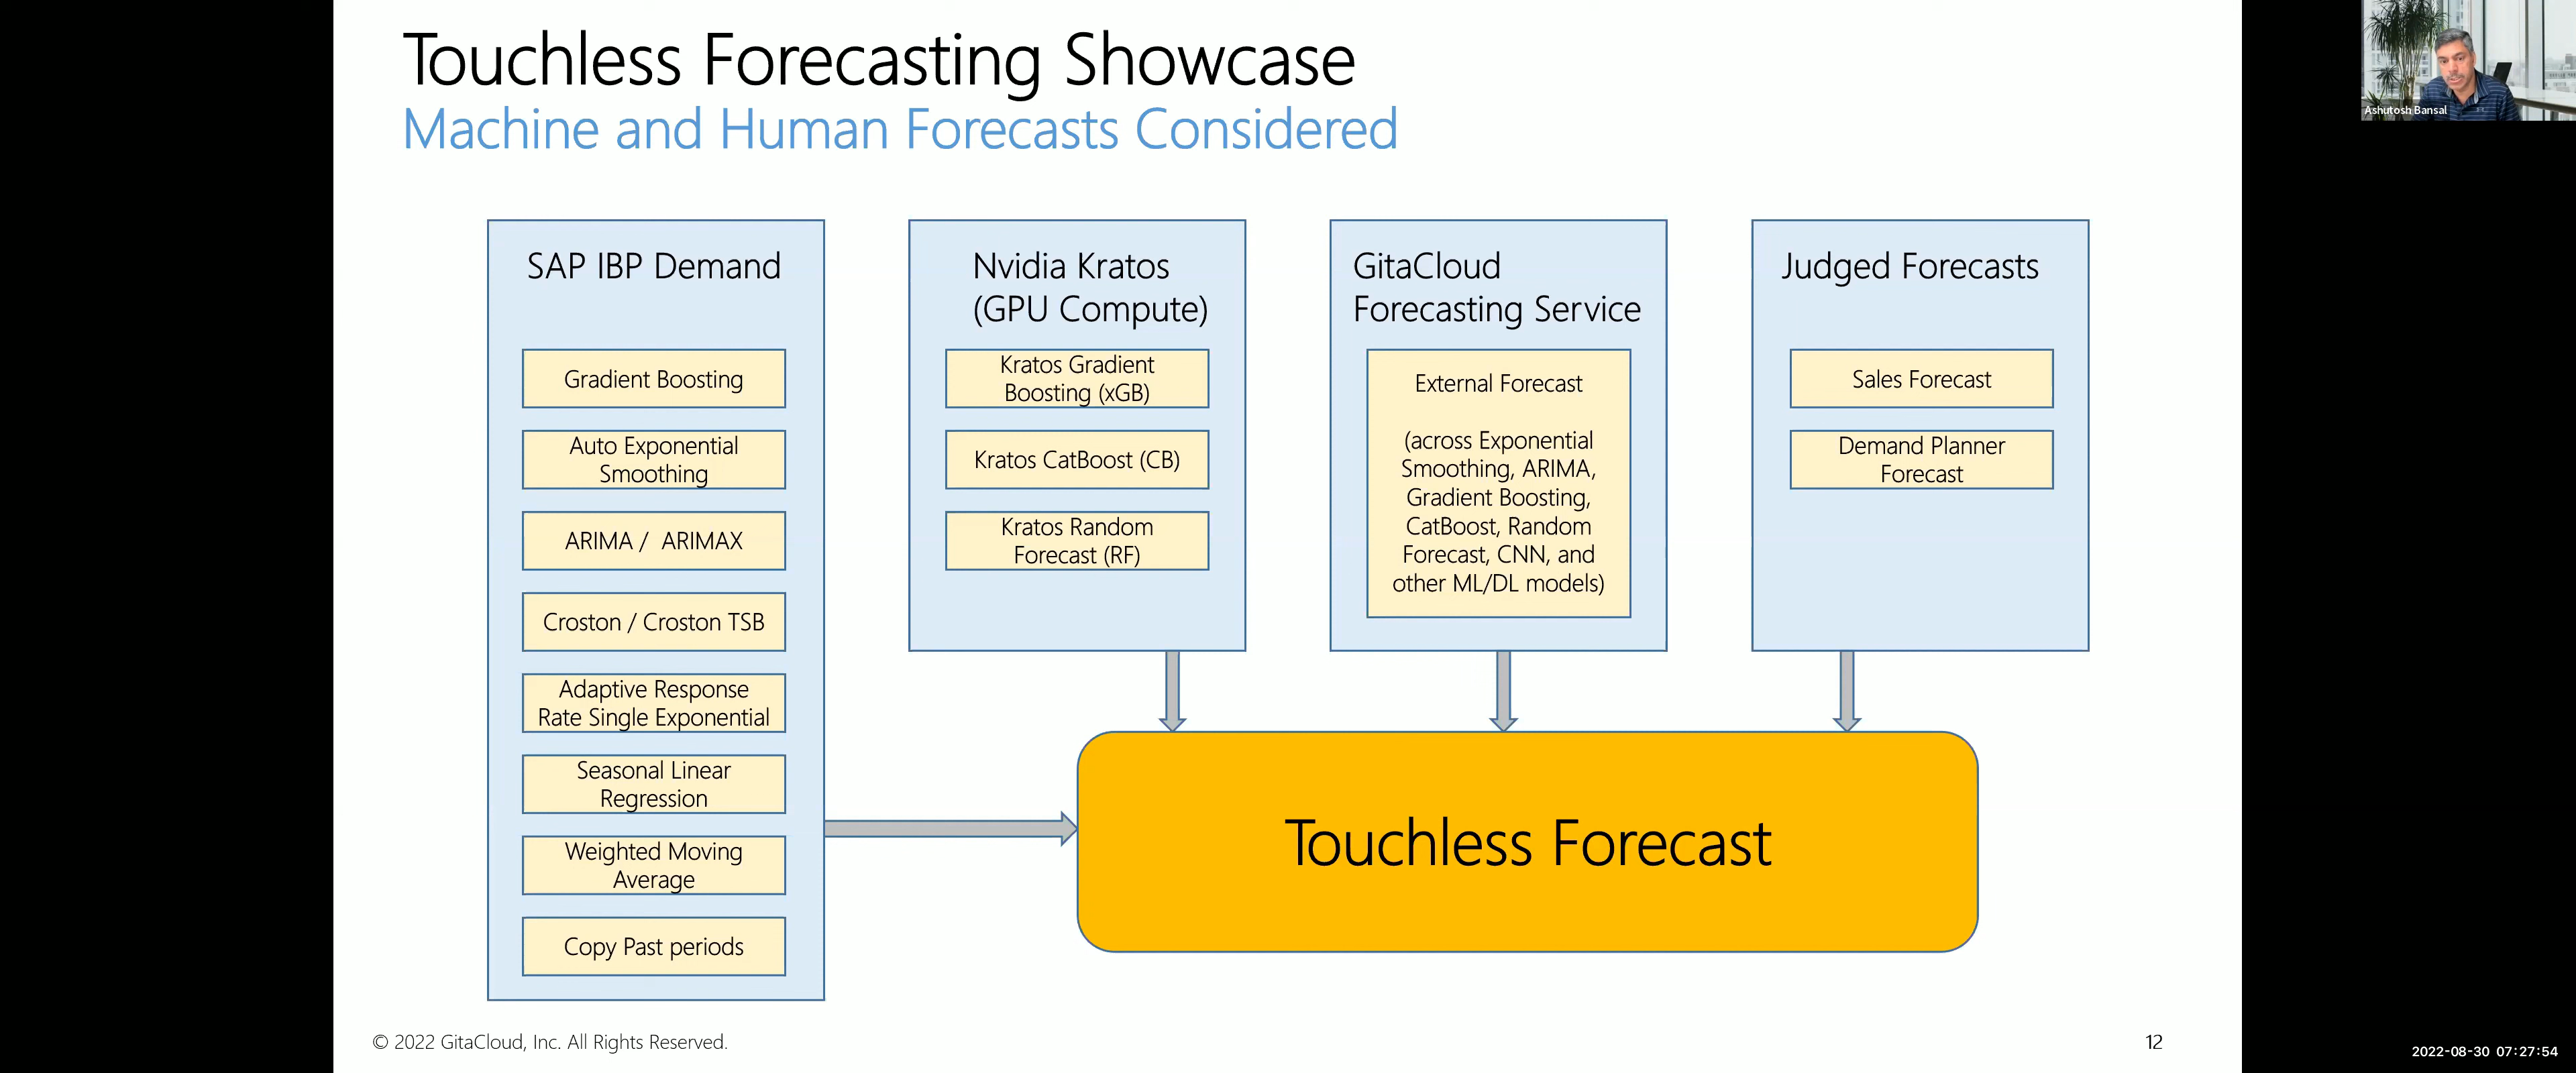 Touchless Forecasting Showcase
Machine and Human Forecasts Considered
Ashutosh Bansal
SAP IBP Demand
Gradient Boosting
Auto Exponential
Smoothing
ARIMA / ARIMAX
Croston / Croston TSB
Adaptive Response
Rate Single Exponential
Seasonal Linear
Regression
Weighted Moving
Average
Copy Past periods
Nvidia Kratos
(GPU Compute)
Kratos Gradient
Boosting (xGB)
Kratos CatBoost (CB)
Kratos Random
Forecast (RF)
GitaCloud
Forecasting Service
External Forecast
(across Exponential
Smoothing, ARIMA,
Gradient Boosting,
CatBoost, Random
Forecast, CNN, and
other ML/DL models)
Judged Forecasts
Sales Forecast
Demand Planner
Forecast
Touchless Forecast
© 2022 GitaCloud, Inc. All Rights Reserved.
12
2022-08-30 07:27:54